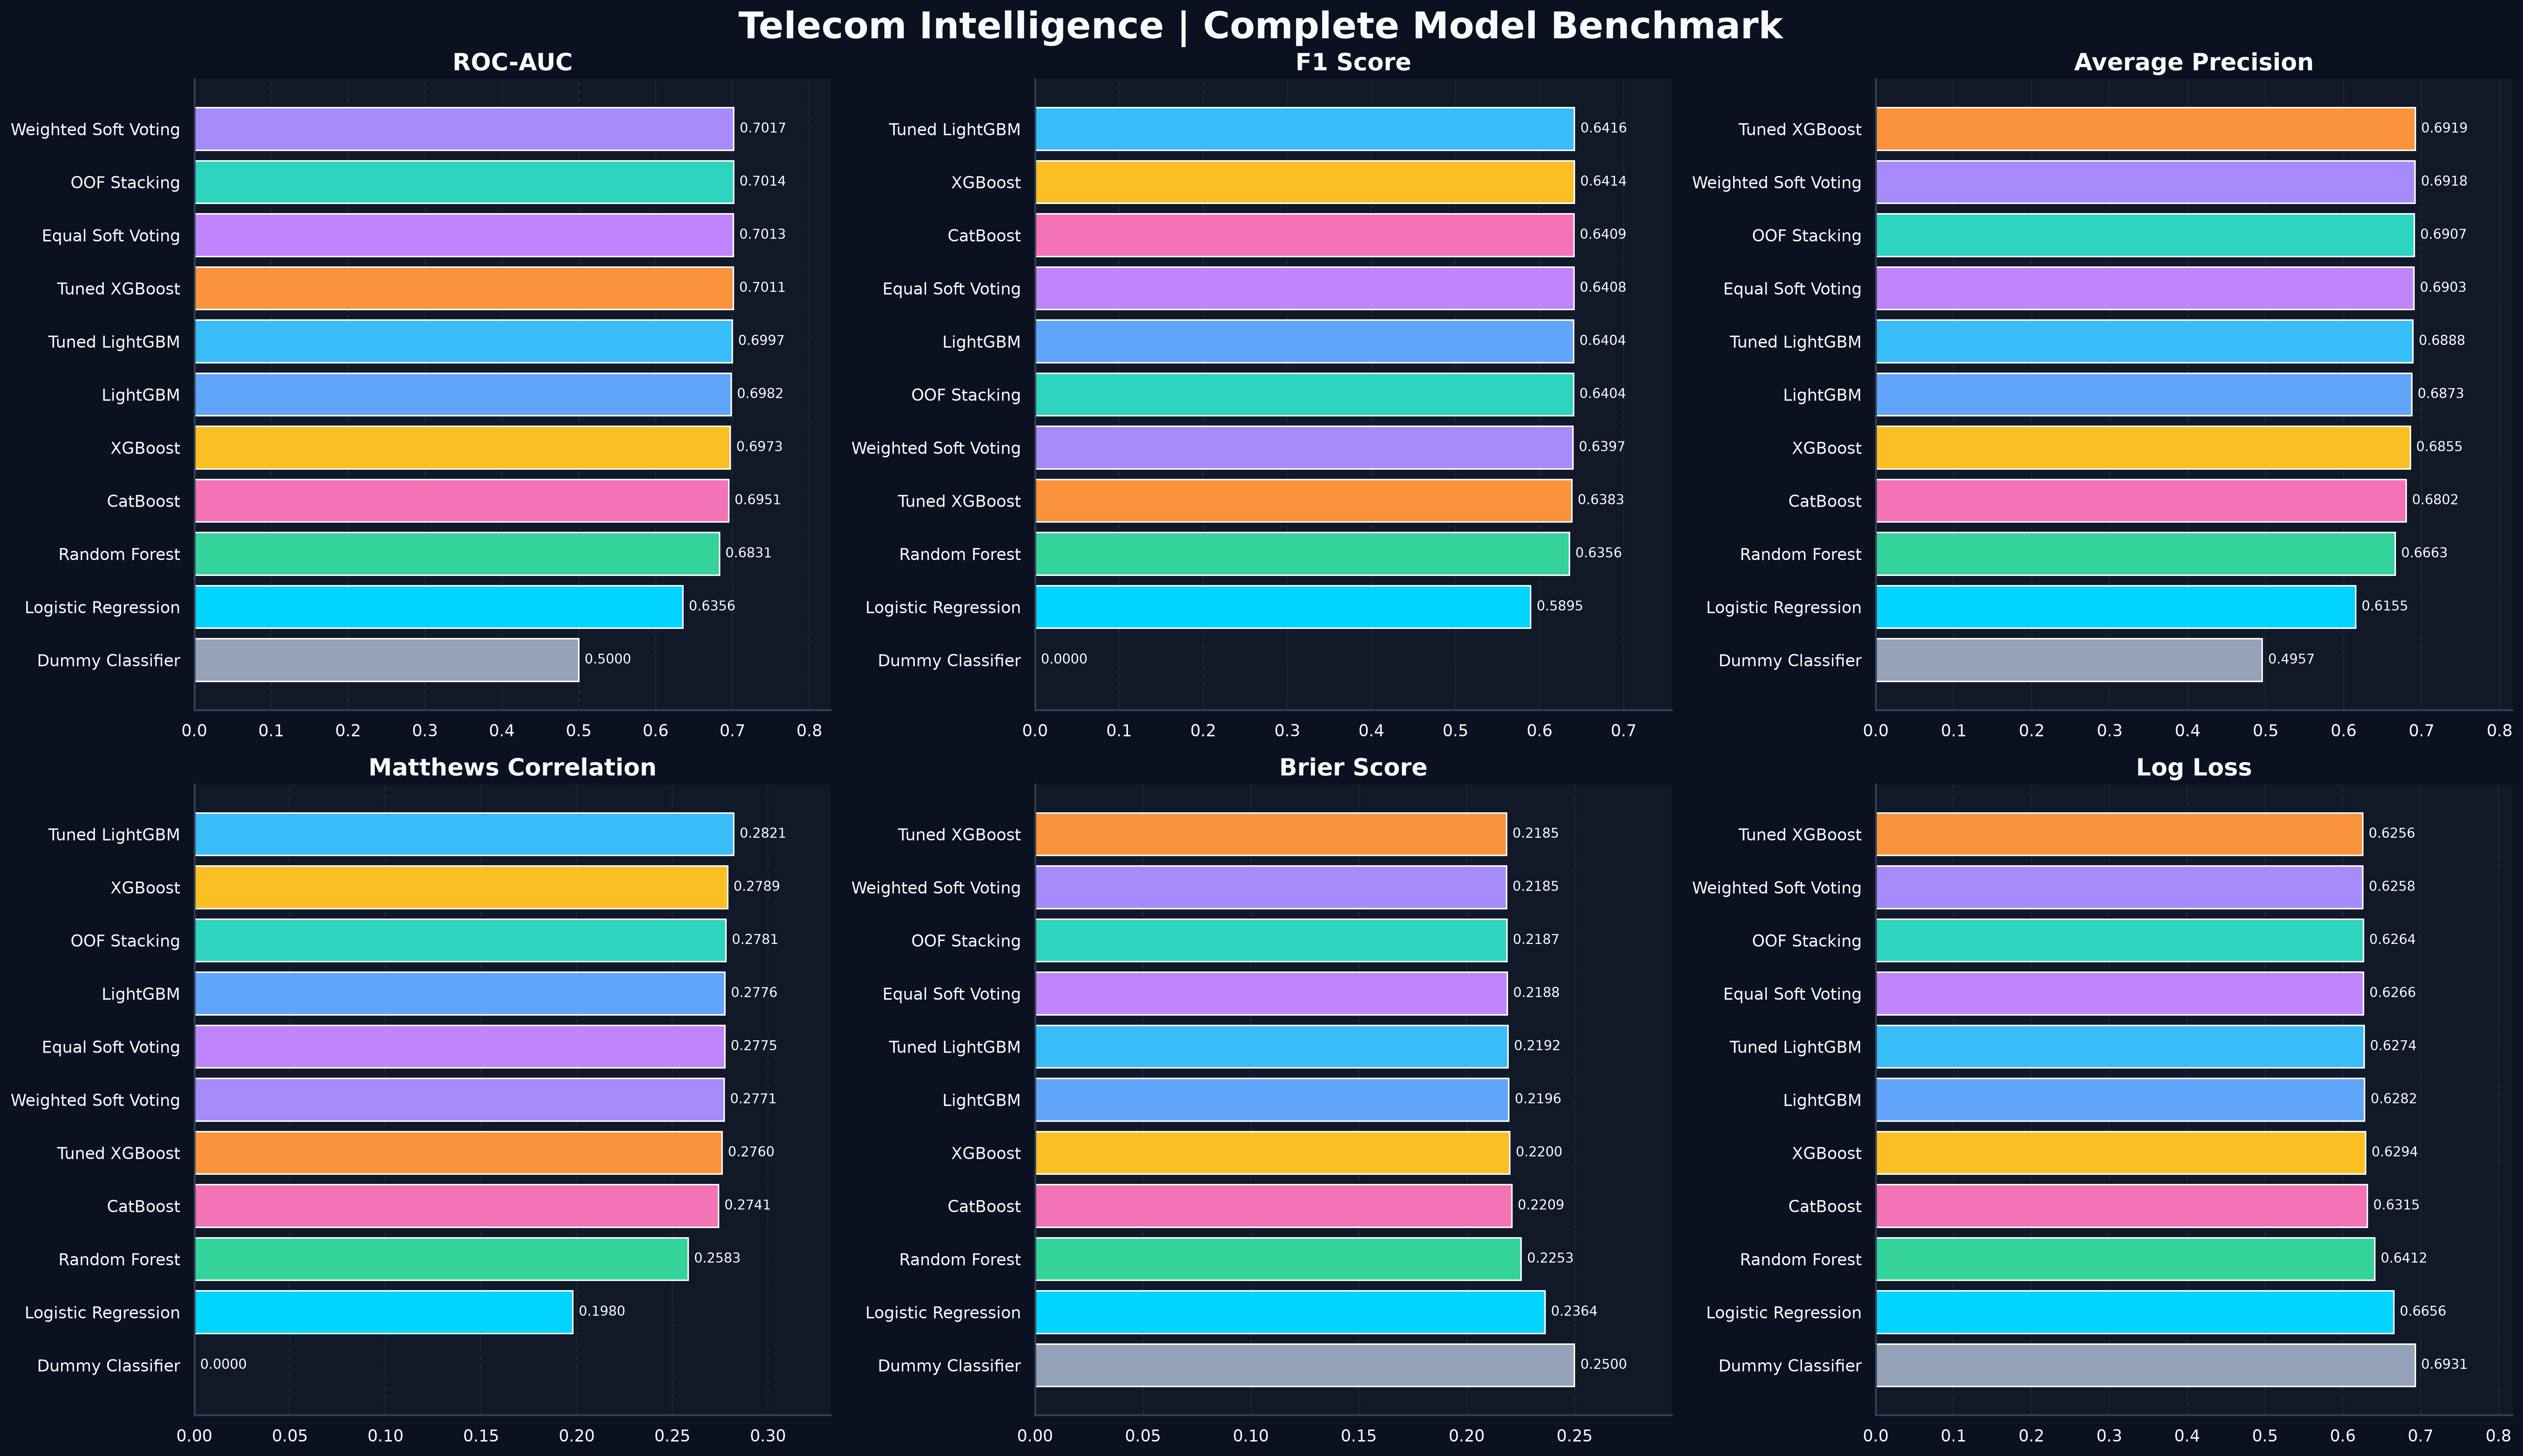 Telecom Intelligence | Complete Model Benchmark
ROC-AUC
Weighted Soft Voting 0.7017
OOF Stacking 0.7014
Equal Soft Voting 0.7013
Tuned XGBoost 0.7011
Tuned LightGBM 0.6997
LightGBM 0.6982
XGBoost 0.6973
CatBoost 0.6951
Random Forest 0.6831
Logistic Regression 0.6356
Dummy Classifier 0.5000
0.0 0.1 0.2 0.3 0.4 0.5 0.6 0.7 0.8
F1 Score
Tuned LightGBM 0.6416
XGBoost 0.6414
CatBoost 0.6409
Equal Soft Voting 0.6408
LightGBM 0.6404
OOF Stacking 0.6404
Weighted Soft Voting 0.6397
Tuned XGBoost 0.6383
Random Forest 0.6356
Logistic Regression 0.5895
Dummy Classifier 0.0000
0.0 0.1 0.2 0.3 0.4 0.5 0.6 0.7
Average Precision
Tuned XGBoost 0.6919
Weighted Soft Voting 0.6918
OOF Stacking 0.6907
Equal Soft Voting 0.6903
Tuned LightGBM 0.6888
LightGBM 0.6873
XGBoost 0.6855
CatBoost 0.6802
Random Forest 0.6663
Logistic Regression 0.6155
Dummy Classifier 0.4957
0.0 0.1 0.2 0.3 0.4 0.5 0.6 0.7 0.8
Matthews Correlation
Tuned LightGBM 0.2821
XGBoost 0.2789
OOF Stacking 0.2781
LightGBM 0.2776
Equal Soft Voting 0.2775
Weighted Soft Voting 0.2771
Tuned XGBoost 0.2760
CatBoost 0.2741
Random Forest 0.2583
Logistic Regression 0.1980
Dummy Classifier 0.0000
0.00 0.05 0.10 0.15 0.20 0.25 0.30
Brier Score
Tuned XGBoost 0.2185
Weighted Soft Voting 0.2185
OOF Stacking 0.2187
Equal Soft Voting 0.2188
Tuned LightGBM 0.2192
LightGBM 0.2196
XGBoost 0.2200
CatBoost 0.2209
Random Forest 0.2253
Logistic Regression 0.2364
Dummy Classifier 0.2500
0.00 0.05 0.10 0.15 0.20 0.25
Log Loss
Tuned XGBoost 0.6256
Weighted Soft Voting 0.6258
OOF Stacking 0.6264
Equal Soft Voting 0.6266
Tuned LightGBM 0.6274
LightGBM 0.6282
XGBoost 0.6294
CatBoost 0.6315
Random Forest 0.6412
Logistic Regression 0.6656
Dummy Classifier 0.6931
0.0 0.1 0.2 0.3 0.4 0.5 0.6 0.7 0.8